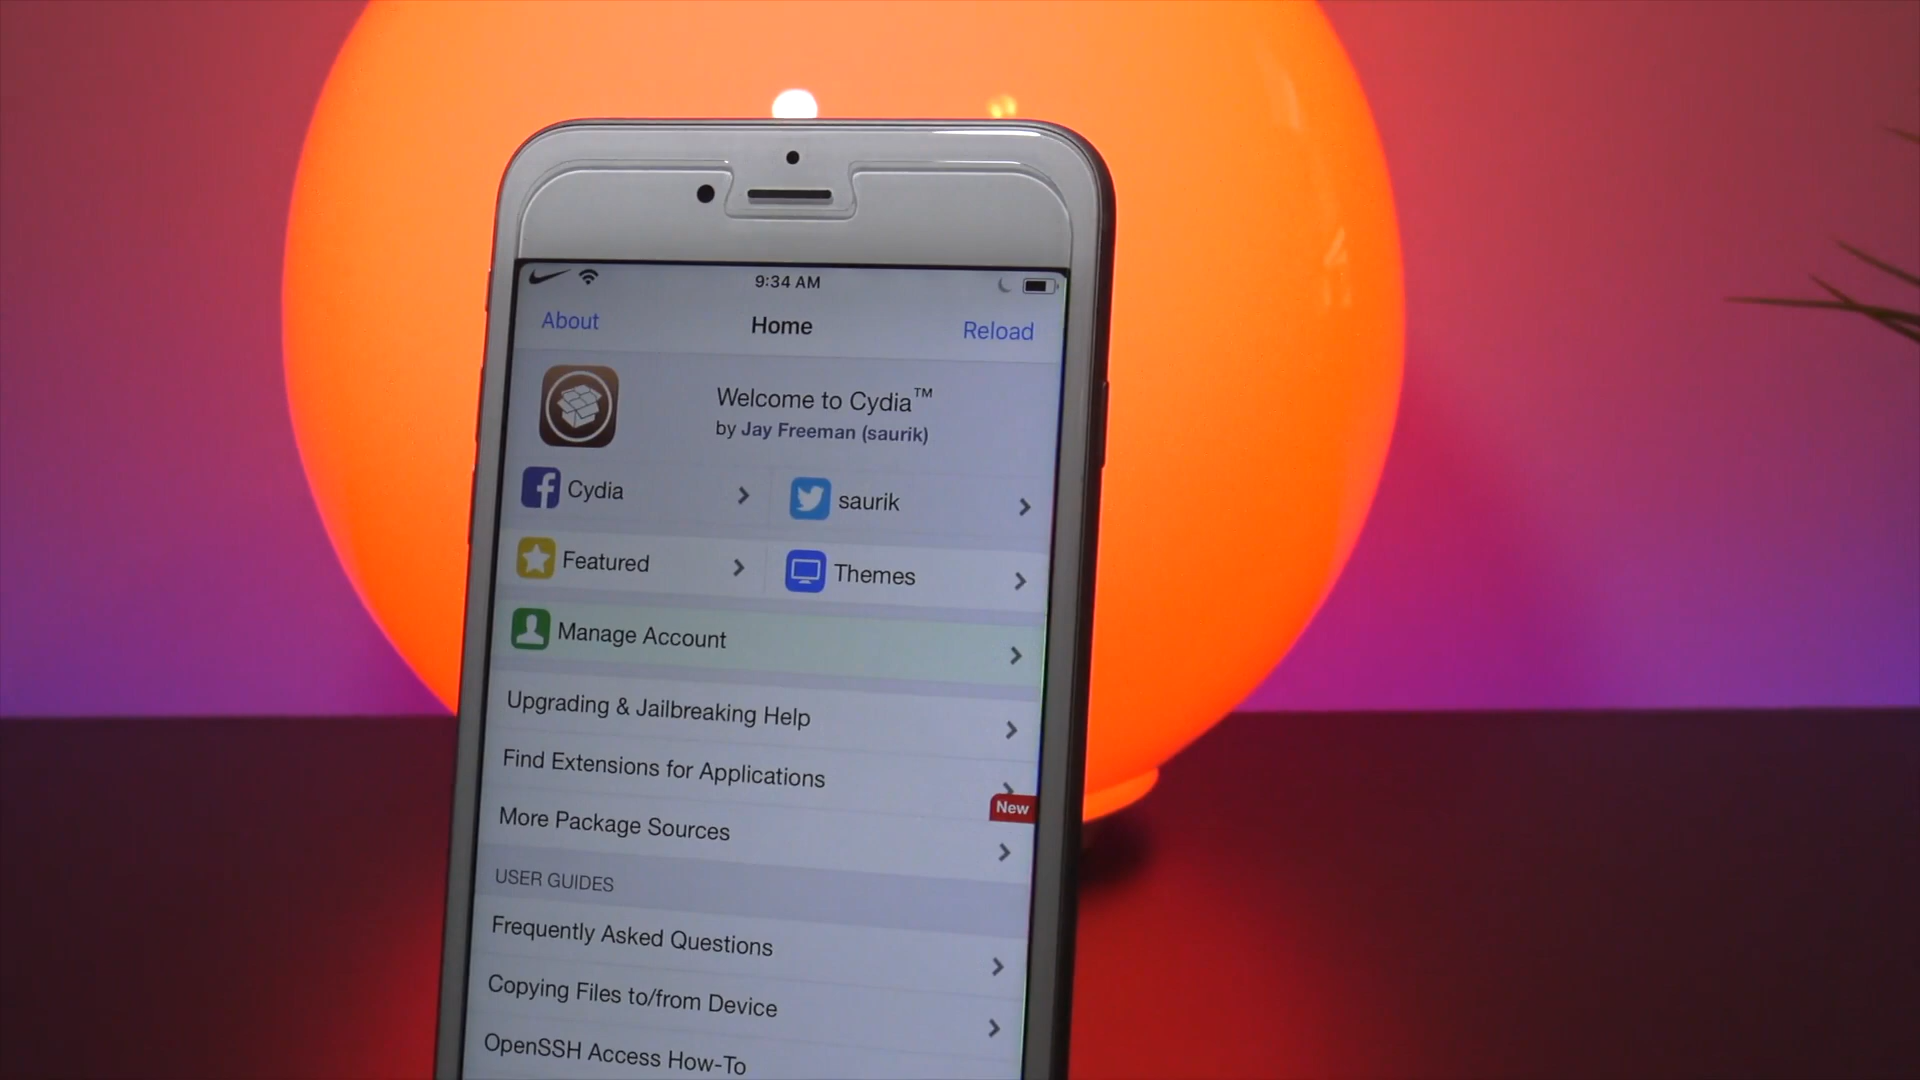 9:34 AM
About Home Reload
Welcome to Cydia™
by Jay Freeman (saurik)
Cydia
saurik
Featured
Themes
Manage Account
Upgrading & Jailbreaking Help
Find Extensions for Applications
New
More Package Sources
USER GUIDES
Frequently Asked Questions
Copying Files to/from Device
OpenSSH Access How-To